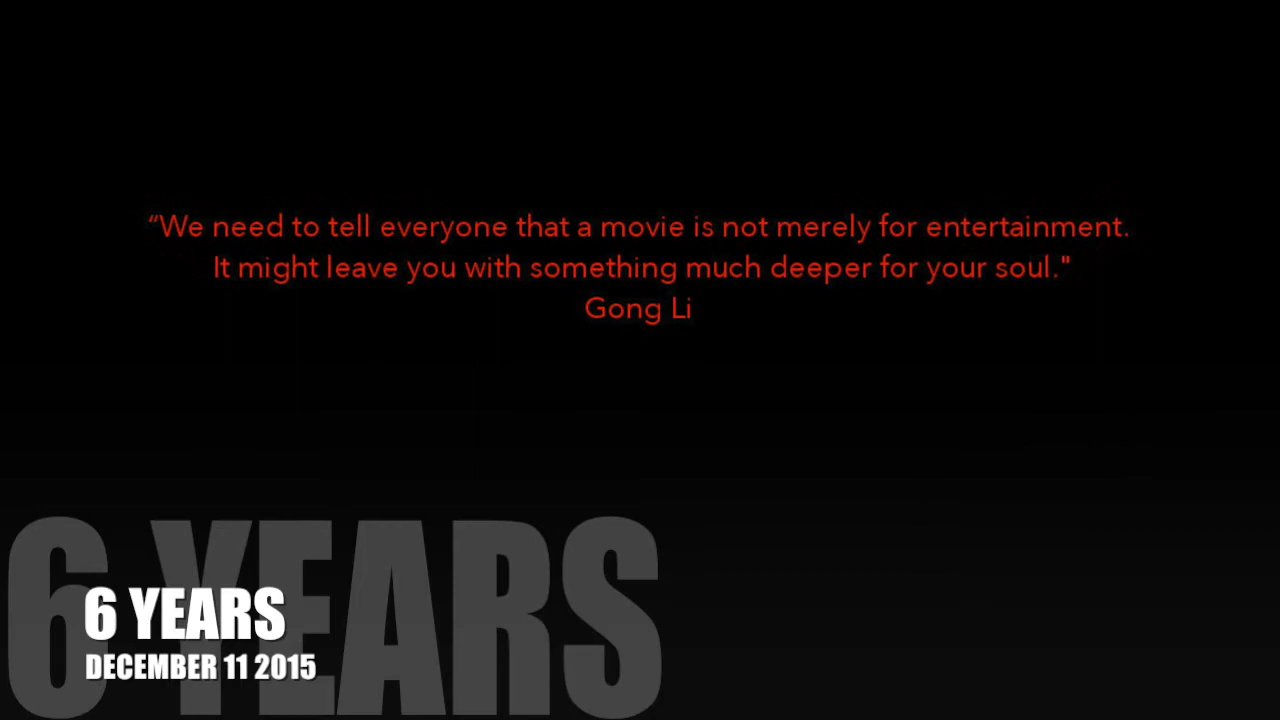 “We need to tell everyone that a movie is not merely for entertainment.
It might leave you with something much deeper for your soul."
Gong Li
6 YEARS
6 YEARS
DECEMBER 11 2015